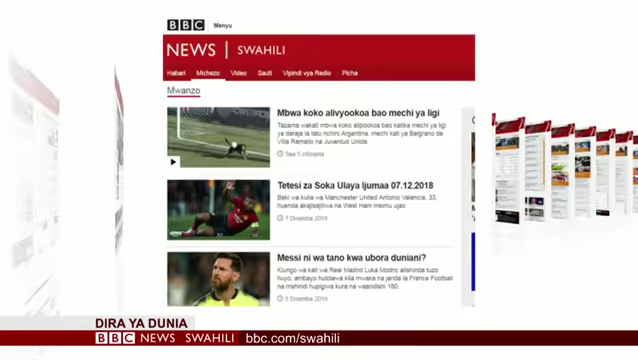 BBC Menyu
NEWS | SWAHILI
Habari Michezo Video Sauti Vipindi vya Radio Picha
Mwanzo
Mbwa koko alivyookoa bao mechi ya ligi
Tazama wakati mbwa koko alipookoa bao katika mechi ya ligi
ya daraja la tatu nchini Argentina. mechi kati ya Belgrano de
Villa Ramallo na Juventud Unida
Saa 5 zilizopita
Tetesi za Soka Ulaya Ijumaa 07.12.2018
Beki wa kulia wa Manchester United Antonio Valencia, 33,
huenda akajisajiliwa na West Ham msimu ujao
7 Disemba 2018
Messi ni wa tano kwa ubora duniani?
Kiungo wa kati wa Real Madrid Luka Modric alishinda tuzo
huyo, ambayo hutolewa kila mwaka na jarida la France Football
na mshindi hupigiwa kura na waandishi 180.
5 Disemba 2018
DIRA YA DUNIA
BBC NEWS SWAHILI bbc.com/swahili